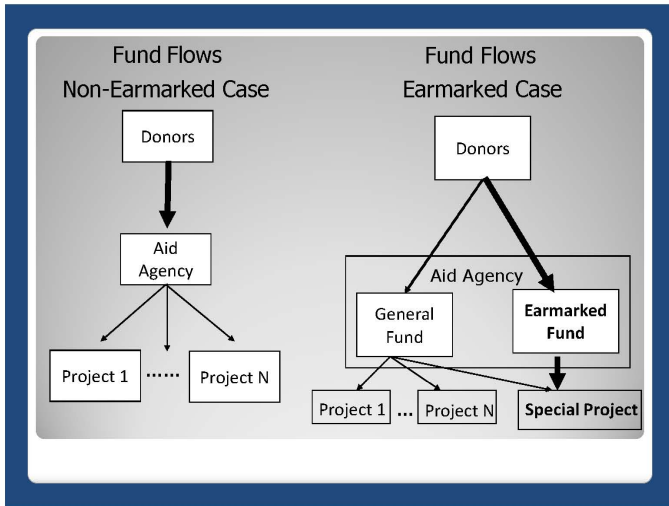 Fund Flows
Non-Earmarked Case
Donors
Aid
Agency
Project 1
......
Project N
Fund Flows
Earmarked Case
Donors
Aid Agency
General
Fund
Earmarked
Fund
Project 1
...
Project N
Special Project